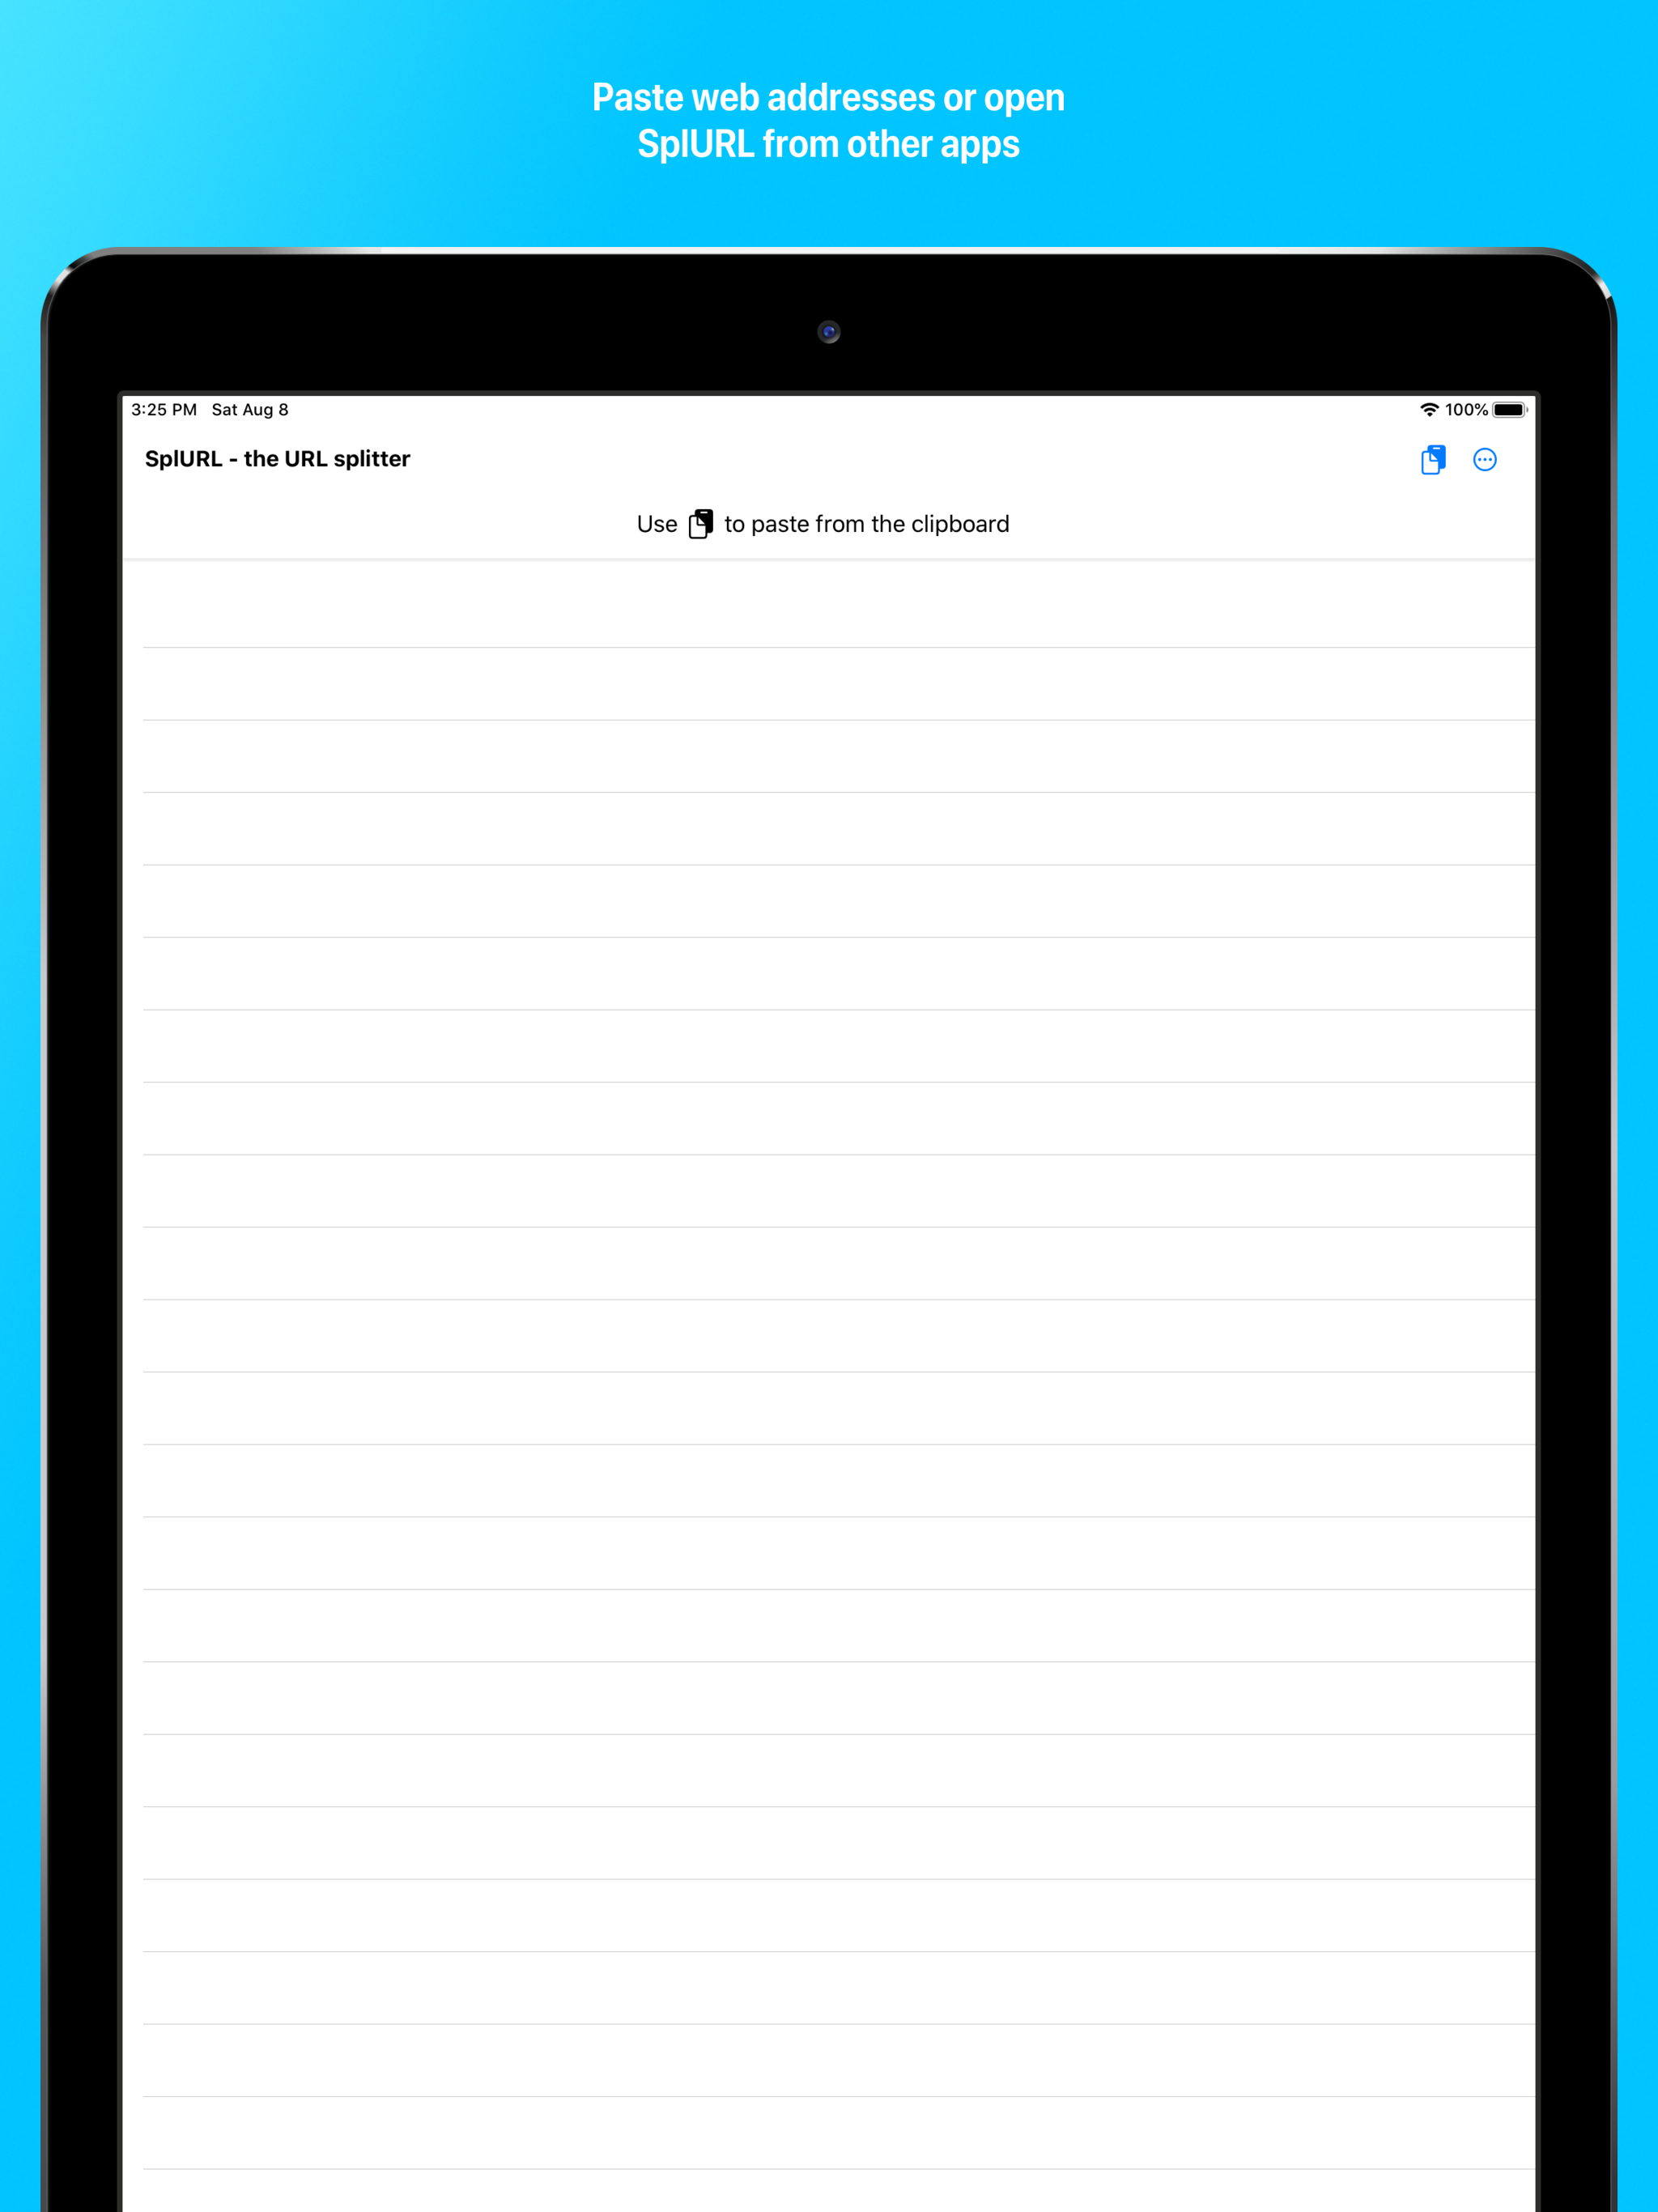 Paste web addresses or open
SplURL from other apps
3:25 PM Sat Aug 8
100%
SplURL - the URL splitter
Use to paste from the clipboard